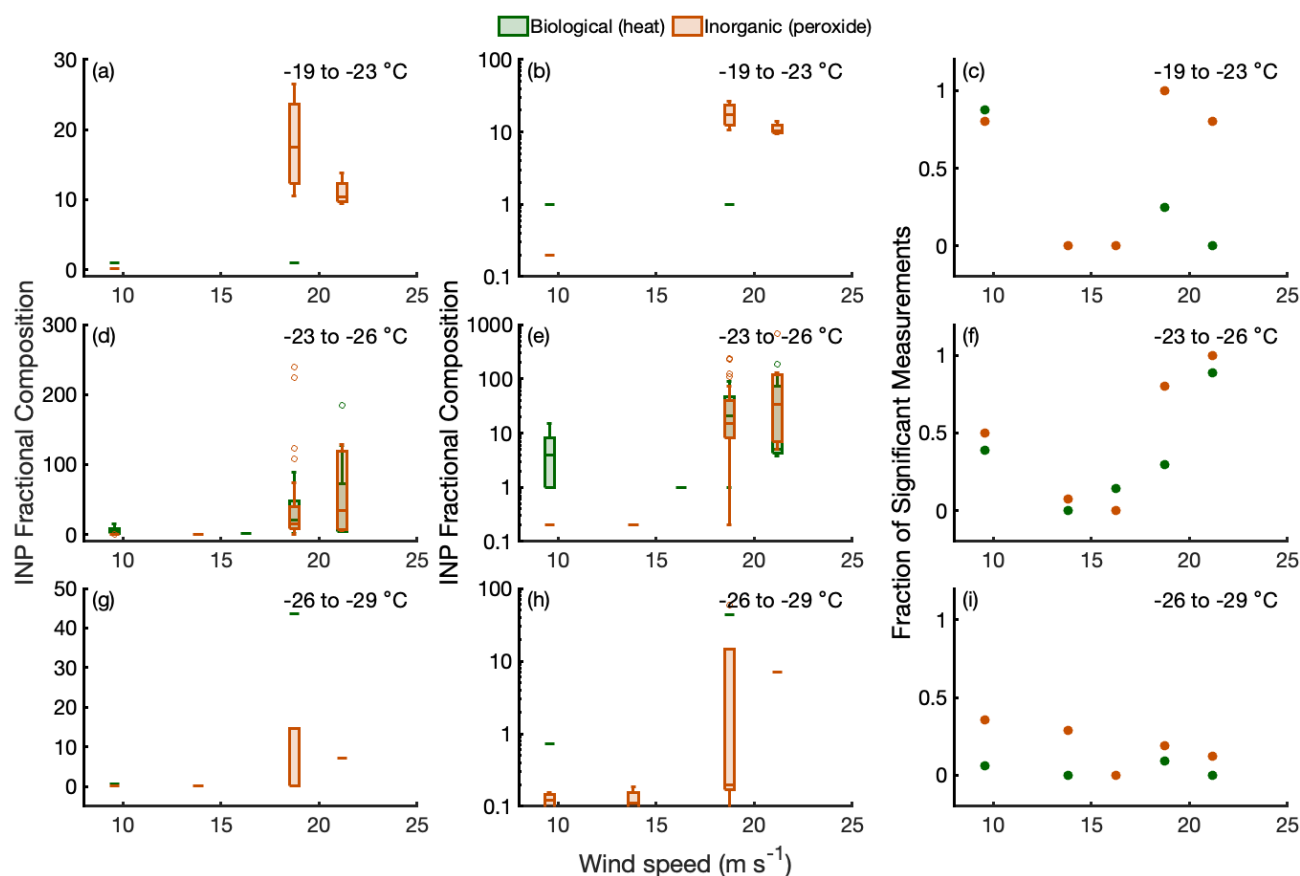 Biological (heat) Inorganic (peroxide)
(a) -19 to -23 °C
30
20
10
0
10 15 20 25
(b) -19 to -23 °C
100
10
1
0.1
10 15 20 25
(c) -19 to -23 °C
1
0.5
0
10 15 20 25
INP Fractional Composition
INP Fractional Composition
Fraction of Significant Measurements
(d) -23 to -26 °C
300
200
100
0
10 15 20 25
(e) -23 to -26 °C
1000
100
10
1
0.1
10 15 20 25
(f) -23 to -26 °C
1
0.5
0
10 15 20 25
(g) -26 to -29 °C
50
40
30
20
10
0
10 15 20 25
(h) -26 to -29 °C
100
10
1
0.1
10 15 20 25
(i) -26 to -29 °C
1
0.5
0
10 15 20 25
Wind speed (m s⁻¹)